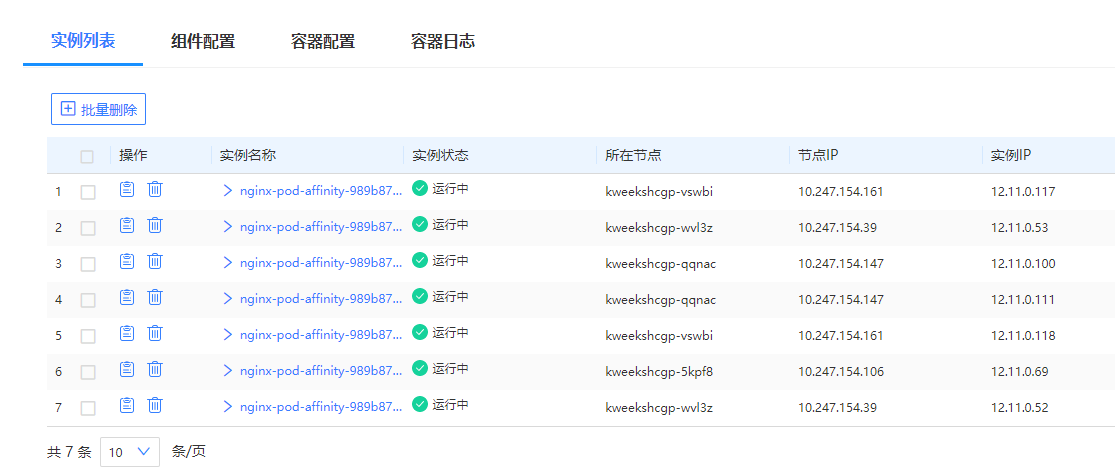 实例列表 组件配置 容器配置 容器日志
批量删除
操作 实例名称 实例状态 所在节点 节点IP 实例IP
1 nginx-pod-affinity-989b87... 运行中 kweekshcgp-vswbi 10.247.154.161 12.11.0.117
2 nginx-pod-affinity-989b87... 运行中 kweekshcgp-wvl3z 10.247.154.39 12.11.0.53
3 nginx-pod-affinity-989b87... 运行中 kweekshcgp-qqnac 10.247.154.147 12.11.0.100
4 nginx-pod-affinity-989b87... 运行中 kweekshcgp-qqnac 10.247.154.147 12.11.0.111
5 nginx-pod-affinity-989b87... 运行中 kweekshcgp-vswbi 10.247.154.161 12.11.0.118
6 nginx-pod-affinity-989b87... 运行中 kweekshcgp-5kpf8 10.247.154.106 12.11.0.69
7 nginx-pod-affinity-989b87... 运行中 kweekshcgp-wvl3z 10.247.154.39 12.11.0.52
共 7 条 10 条/页